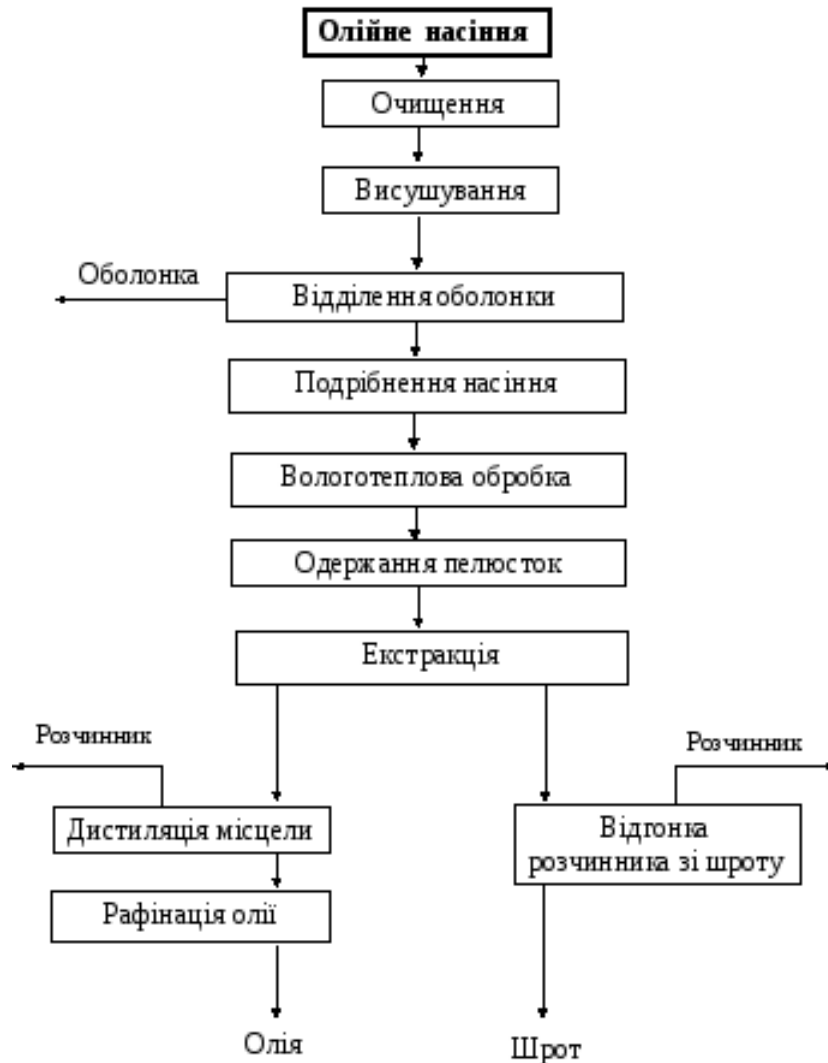 Олійне насіння
Очищення
Висушування
Оболонка
Відділення оболонки
Подрібнення насіння
Вологотеплова обробка
Одержання пелюсток
Екстракція
Розчинник
Розчинник
Дистиляція місцели
Відгонка
розчинника зі шроту
Рафінація олії
Олія
Шрот